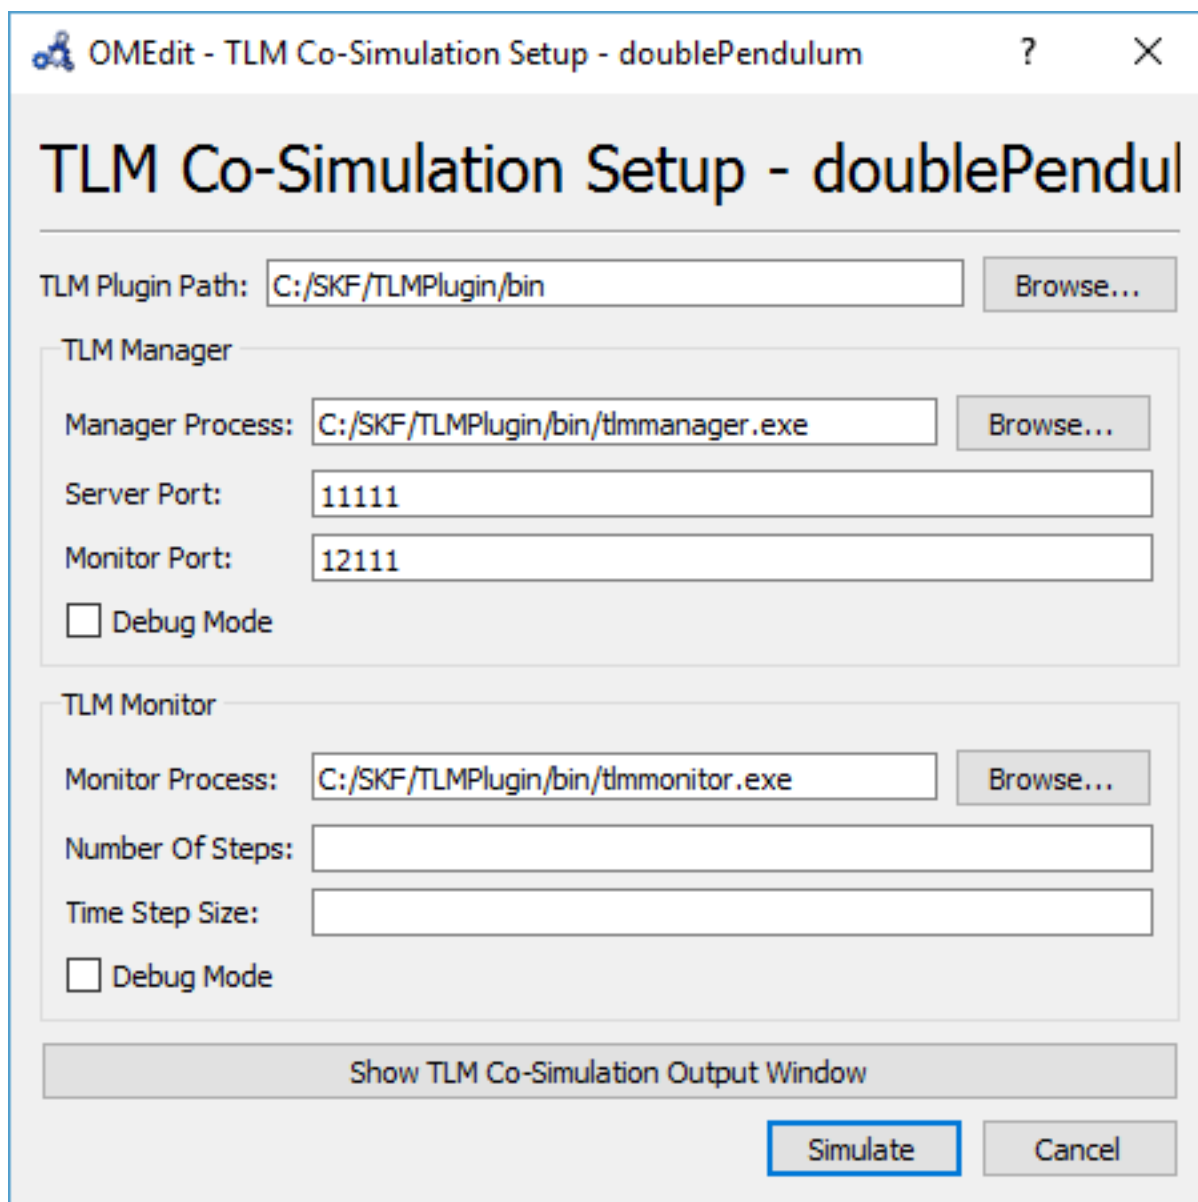 OMEdit - TLM Co-Simulation Setup - doublePendulum ?
TLM Co-Simulation Setup - doublePendul
TLM Plugin Path: C:/SKF/TLMPlugin/bin Browse...
TLM Manager
Manager Process: C:/SKF/TLMPlugin/bin/tlmmanager.exe Browse...
Server Port: 11111
Monitor Port: 12111
Debug Mode
TLM Monitor
Monitor Process: C:/SKF/TLMPlugin/bin/tlmmonitor.exe Browse...
Number Of Steps:
Time Step Size:
Debug Mode
Show TLM Co-Simulation Output Window
Simulate Cancel